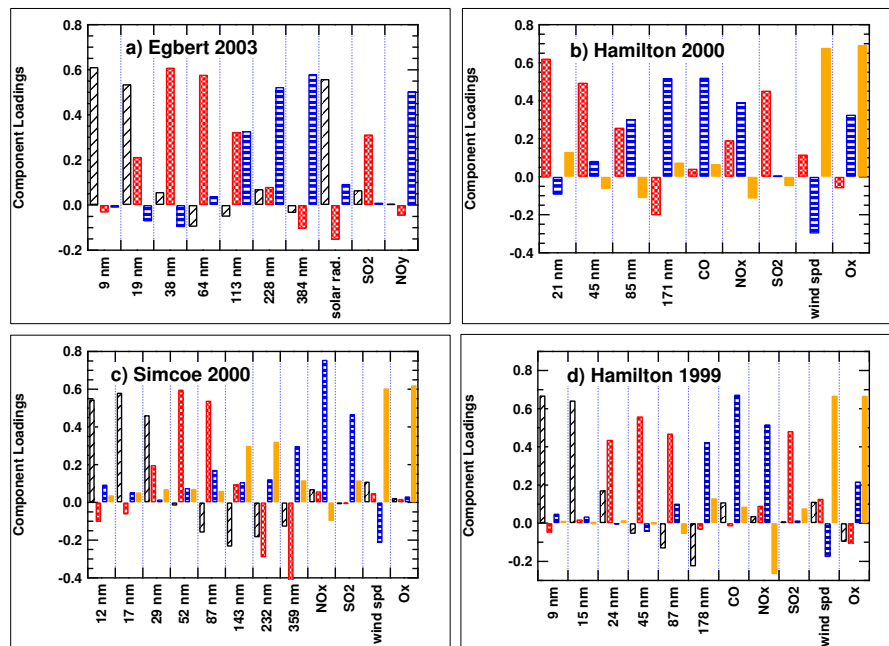 a) Egbert 2003
Component Loadings
0.8
0.6
0.4
0.2
0.0
-0.2
9 nm
19 nm
38 nm
64 nm
113 nm
228 nm
384 nm
solar rad.
SO2
NOy
b) Hamilton 2000
Component Loadings
0.8
0.6
0.4
0.2
0.0
-0.2
-0.4
21 nm
45 nm
85 nm
171 nm
CO
NOx
SO2
wind spd
Ox
c) Simcoe 2000
Component Loadings
0.8
0.6
0.4
0.2
0.0
-0.2
-0.4
12 nm
17 nm
29 nm
52 nm
87 nm
143 nm
232 nm
359 nm
NOx
SO2
wind spd
Ox
d) Hamilton 1999
Component Loadings
0.8
0.6
0.4
0.2
0.0
-0.2
-0.4
9 nm
15 nm
24 nm
45 nm
87 nm
178 nm
CO
NOx
SO2
wind spd
Ox